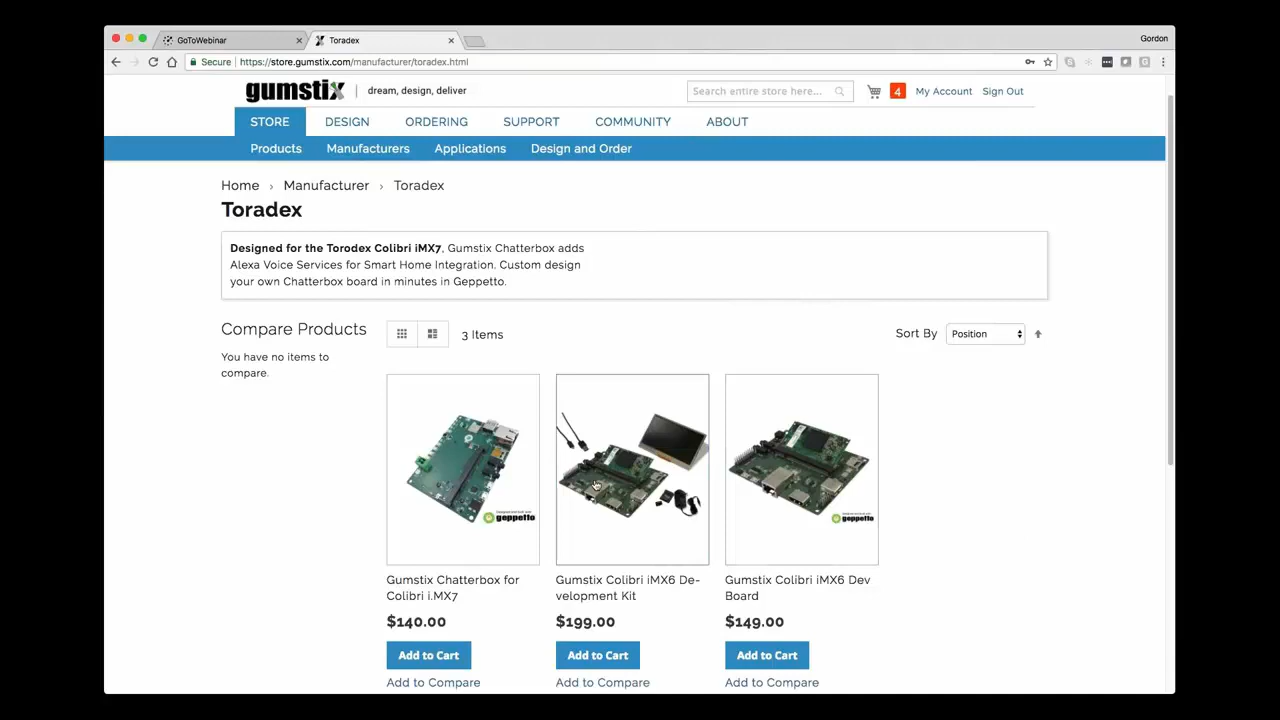 GoToWebinar
Toradex
Gordon
Secure
https://store.gumstix.com/manufacturer/toradex.html
gumstix
dream, design, deliver
Search entire store here...
4
My Account
Sign Out
STORE
DESIGN
ORDERING
SUPPORT
COMMUNITY
ABOUT
Products
Manufacturers
Applications
Design and Order
Home › Manufacturer › Toradex
Toradex
Designed for the Torodex Colibri iMX7, Gumstix Chatterbox adds
Alexa Voice Services for Smart Home Integration. Custom design
your own Chatterbox board in minutes in Geppetto.
Compare Products
You have no items to
compare.
3 Items
Sort By
Position
geppetto
geppetto
Gumstix Chatterbox for
Colibri i.MX7
$140.00
Add to Cart
Add to Compare
Gumstix Colibri iMX6 De-
velopment Kit
$199.00
Add to Cart
Add to Compare
Gumstix Colibri iMX6 Dev
Board
$149.00
Add to Cart
Add to Compare